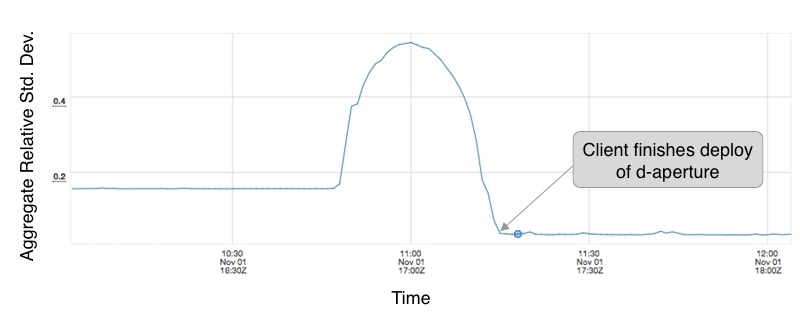 Aggregate Relative Std. Dev.
0.4
0.2
Client finishes deploy
of d-aperture
10:30
Nov 01
16:30Z
11:00
Nov 01
17:00Z
11:30
Nov 01
17:30Z
12:00
Nov 01
18:00Z
Time